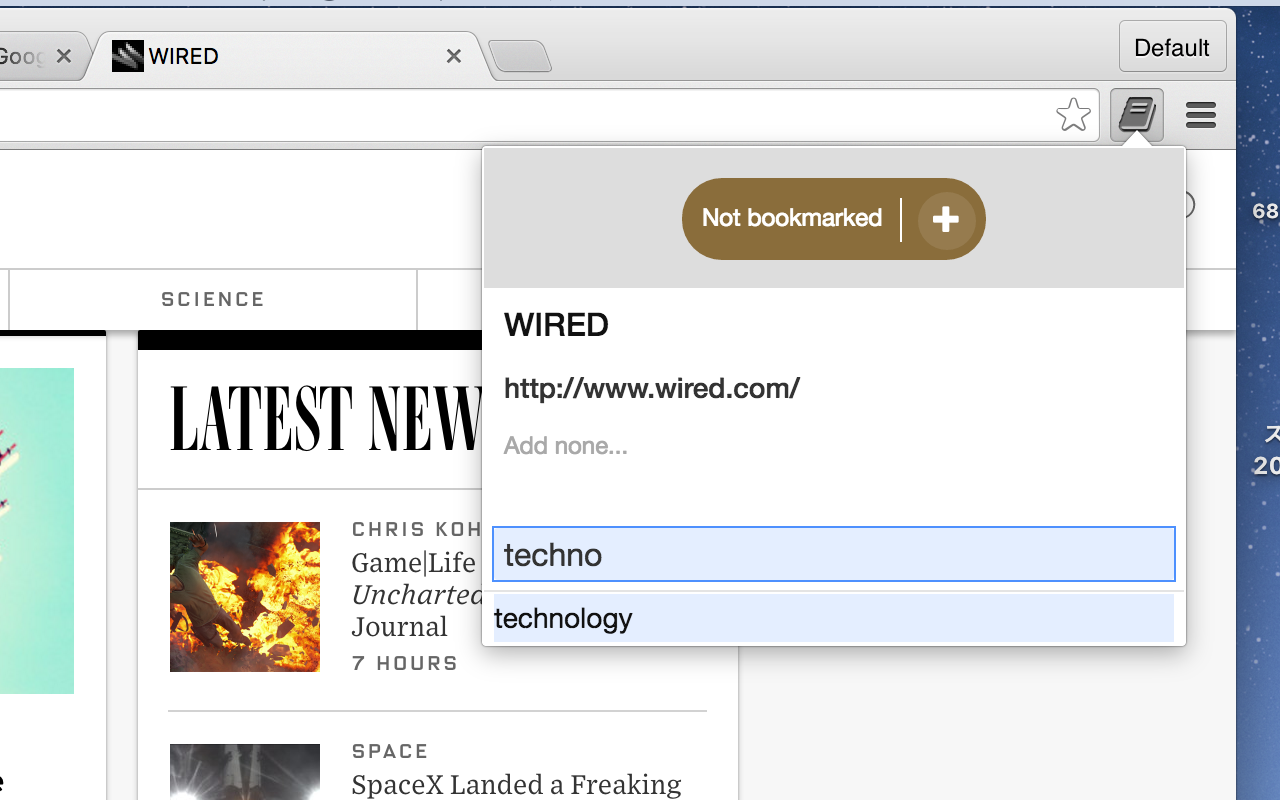 Goog
WIRED
Default
Not bookmarked
WIRED
http://www.wired.com/
Add none...
techno
technology
SCIENCE
LATEST NEW
CHRIS KOH
Game|Life
Uncharted
Journal
7 HOURS
SPACE
SpaceX Landed a Freaking
68
ス
20